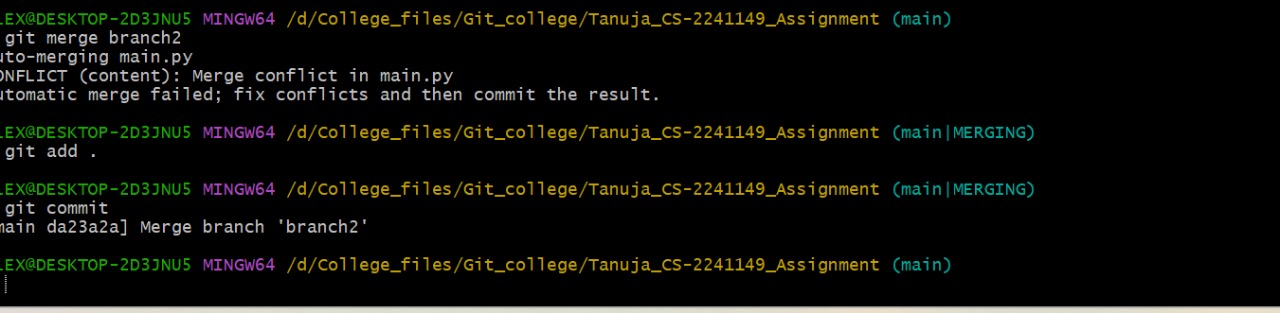 LEX@DESKTOP-2D3JNU5 MINGW64 /d/College_files/Git_college/Tanuja_CS-2241149_Assignment (main)
git merge branch2
uto-merging main.py
ONFLICT (content): Merge conflict in main.py
utomatic merge failed; fix conflicts and then commit the result.
LEX@DESKTOP-2D3JNU5 MINGW64 /d/College_files/Git_college/Tanuja_CS-2241149_Assignment (main|MERGING)
git add .
LEX@DESKTOP-2D3JNU5 MINGW64 /d/College_files/Git_college/Tanuja_CS-2241149_Assignment (main|MERGING)
git commit
main da23a2a] Merge branch 'branch2'
LEX@DESKTOP-2D3JNU5 MINGW64 /d/College_files/Git_college/Tanuja_CS-2241149_Assignment (main)